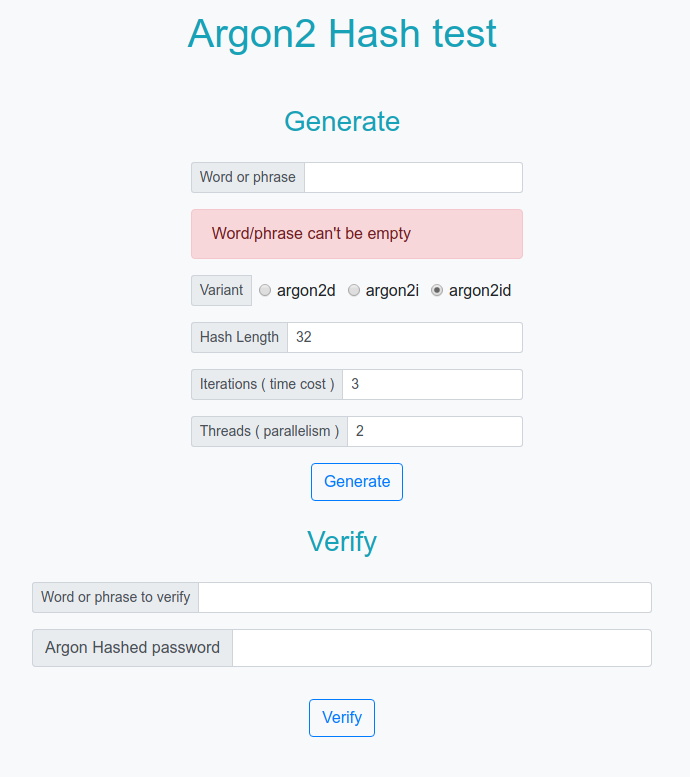 Argon2 Hash test
Generate
Word or phrase
Word/phrase can't be empty
Variant argon2d argon2i argon2id
Hash Length 32
Iterations ( time cost ) 3
Threads ( parallelism ) 2
Generate
Verify
Word or phrase to verify
Argon Hashed password
Verify